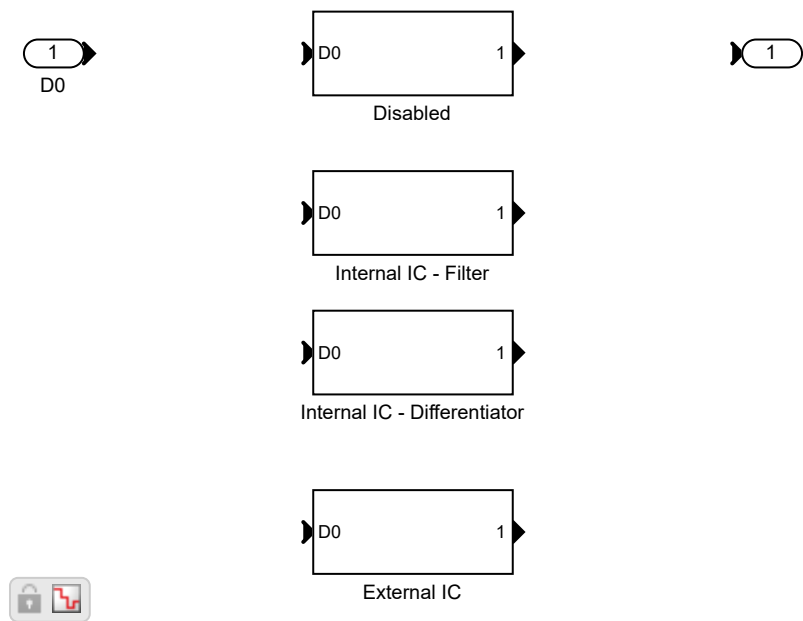 1
D0
D0 1
Disabled
1
D0 1
Internal IC - Filter
D0 1
Internal IC - Differentiator
D0 1
External IC